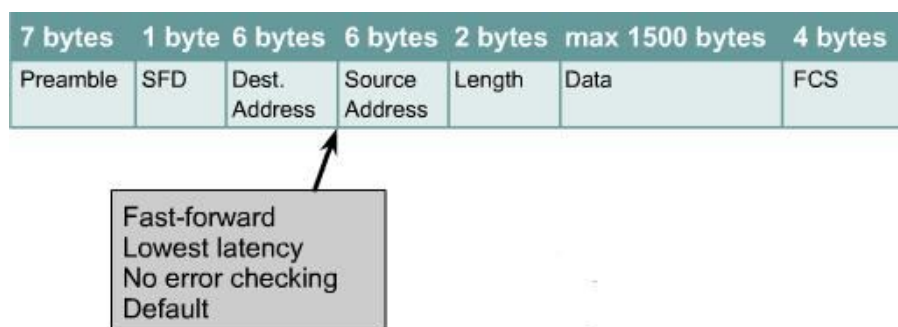 7 bytes 1 byte 6 bytes 6 bytes 2 bytes max 1500 bytes 4 bytes
Preamble SFD Dest. Source Length Data FCS
Address Address
Fast-forward
Lowest latency
No error checking
Default